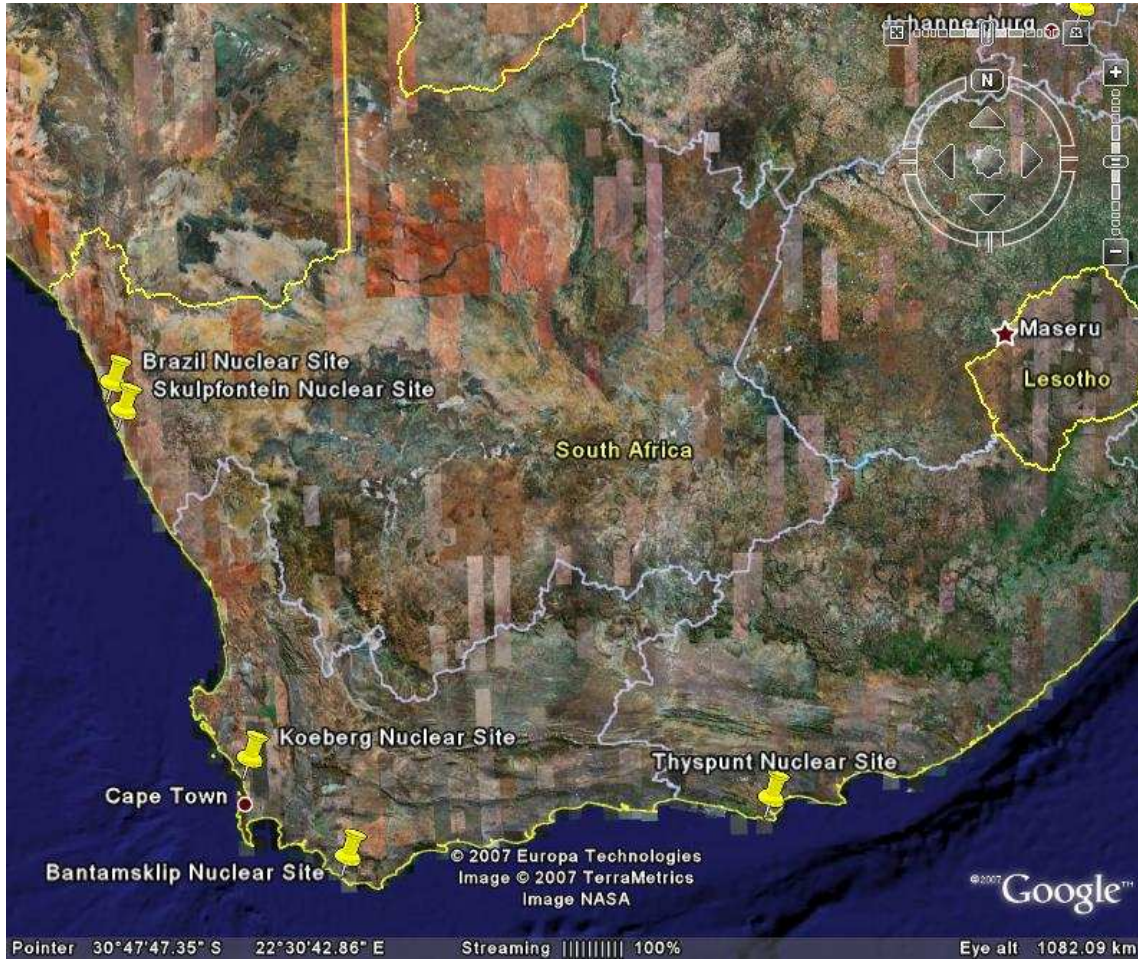 Johannesburg
N
Maseru
Lesotho
Brazil Nuclear Site
Skulpfontein Nuclear Site
South Africa
Koeberg Nuclear Site
Thyspunt Nuclear Site
Cape Town
Bantamsklip Nuclear Site
© 2007 Europa Technologies
Image © 2007 TerraMetrics
Image NASA
©2007 Google™
Pointer 30°47'47.35" S 22°30'42.86" E Streaming |||||||||| 100% Eye alt 1082.09 km